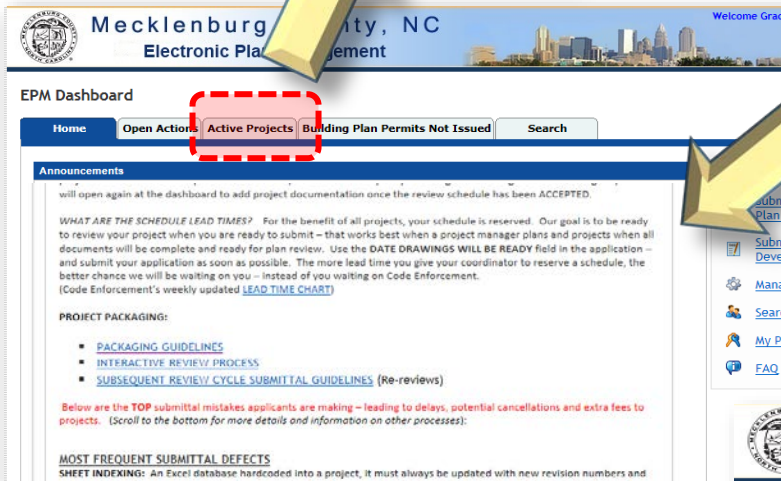 Mecklenburg County, NC
Welcome Grac
Electronic Plan Management
EPM Dashboard
Home Open Actions Active Projects Building Plan Permits Not Issued Search
Announcements
will open again at the dashboard to add project documentation once the review schedule has been ACCEPTED.
WHAT ARE THE SCHEDULE LEAD TIMES? For the benefit of all projects, your schedule is reserved. Our goal is to be ready
to review your project when you are ready to submit – that works best when a project manager plans and projects when all
documents will be complete and ready for plan review. Use the DATE DRAWINGS WILL BE READY field in the application –
and submit your application as soon as possible. The more lead time you give your coordinator to reserve a schedule, the
better chance we will be waiting on you – instead of you waiting on Code Enforcement.
(Code Enforcement's weekly updated LEAD TIME CHART)
PROJECT PACKAGING:
▪ PACKAGING GUIDELINES
▪ INTERACTIVE REVIEW PROCESS
▪ SUBSEQUENT REVIEW CYCLE SUBMITTAL GUIDELINES (Re-reviews)
Below are the TOP submittal mistakes applicants are making – leading to delays, potential cancellations and extra fees to
projects. (Scroll to the bottom for more details and information on other processes):
MOST FREQUENT SUBMITTAL DEFECTS
SHEET INDEXING: An Excel database hardcoded into a project, it must always be updated with new revision numbers and
Subm
Plan
Subm
Deve
Mana
Sear
My P
FAQ